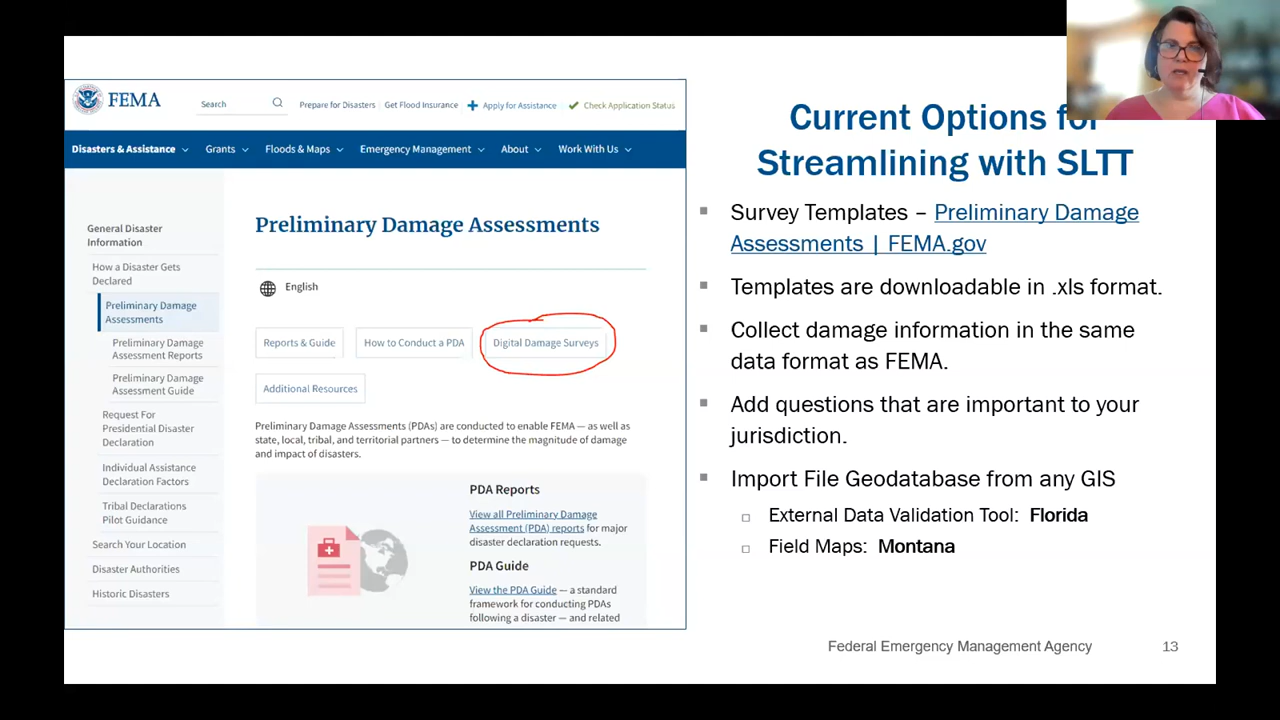 FEMA
Search
Prepare for Disasters
Get Flood Insurance
Apply for Assistance
Check Application Status
Disasters & Assistance
Grants
Floods & Maps
Emergency Management
About
Work With Us
General Disaster
Information
How a Disaster Gets
Declared
Preliminary Damage
Assessments
Preliminary Damage
Assessment Reports
Preliminary Damage
Assessment Guide
Request For
Presidential Disaster
Declaration
Individual Assistance
Declaration Factors
Tribal Declarations
Pilot Guidance
Search Your Location
Disaster Authorities
Historic Disasters
Preliminary Damage Assessments
English
Reports & Guide
How to Conduct a PDA
Digital Damage Surveys
Additional Resources
Preliminary Damage Assessments (PDAs) are conducted to enable FEMA — as well as
state, local, tribal, and territorial partners — to determine the magnitude of damage
and impact of disasters.
PDA Reports
View all Preliminary Damage
Assessment (PDA) reports for major
disaster declaration requests.
PDA Guide
View the PDA Guide — a standard
framework for conducting PDAs
following a disaster — and related
Current Options for
Streamlining with SLTT
Survey Templates – Preliminary Damage
Assessments | FEMA.gov
Templates are downloadable in .xls format.
Collect damage information in the same
data format as FEMA.
Add questions that are important to your
jurisdiction.
Import File Geodatabase from any GIS
External Data Validation Tool: Florida
Field Maps: Montana
Federal Emergency Management Agency
13